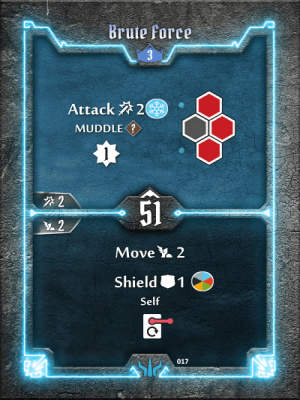 Brute Force
3
Attack 2
MUDDLE ?
1
2
51
2
Move 2
Shield 1
Self
017